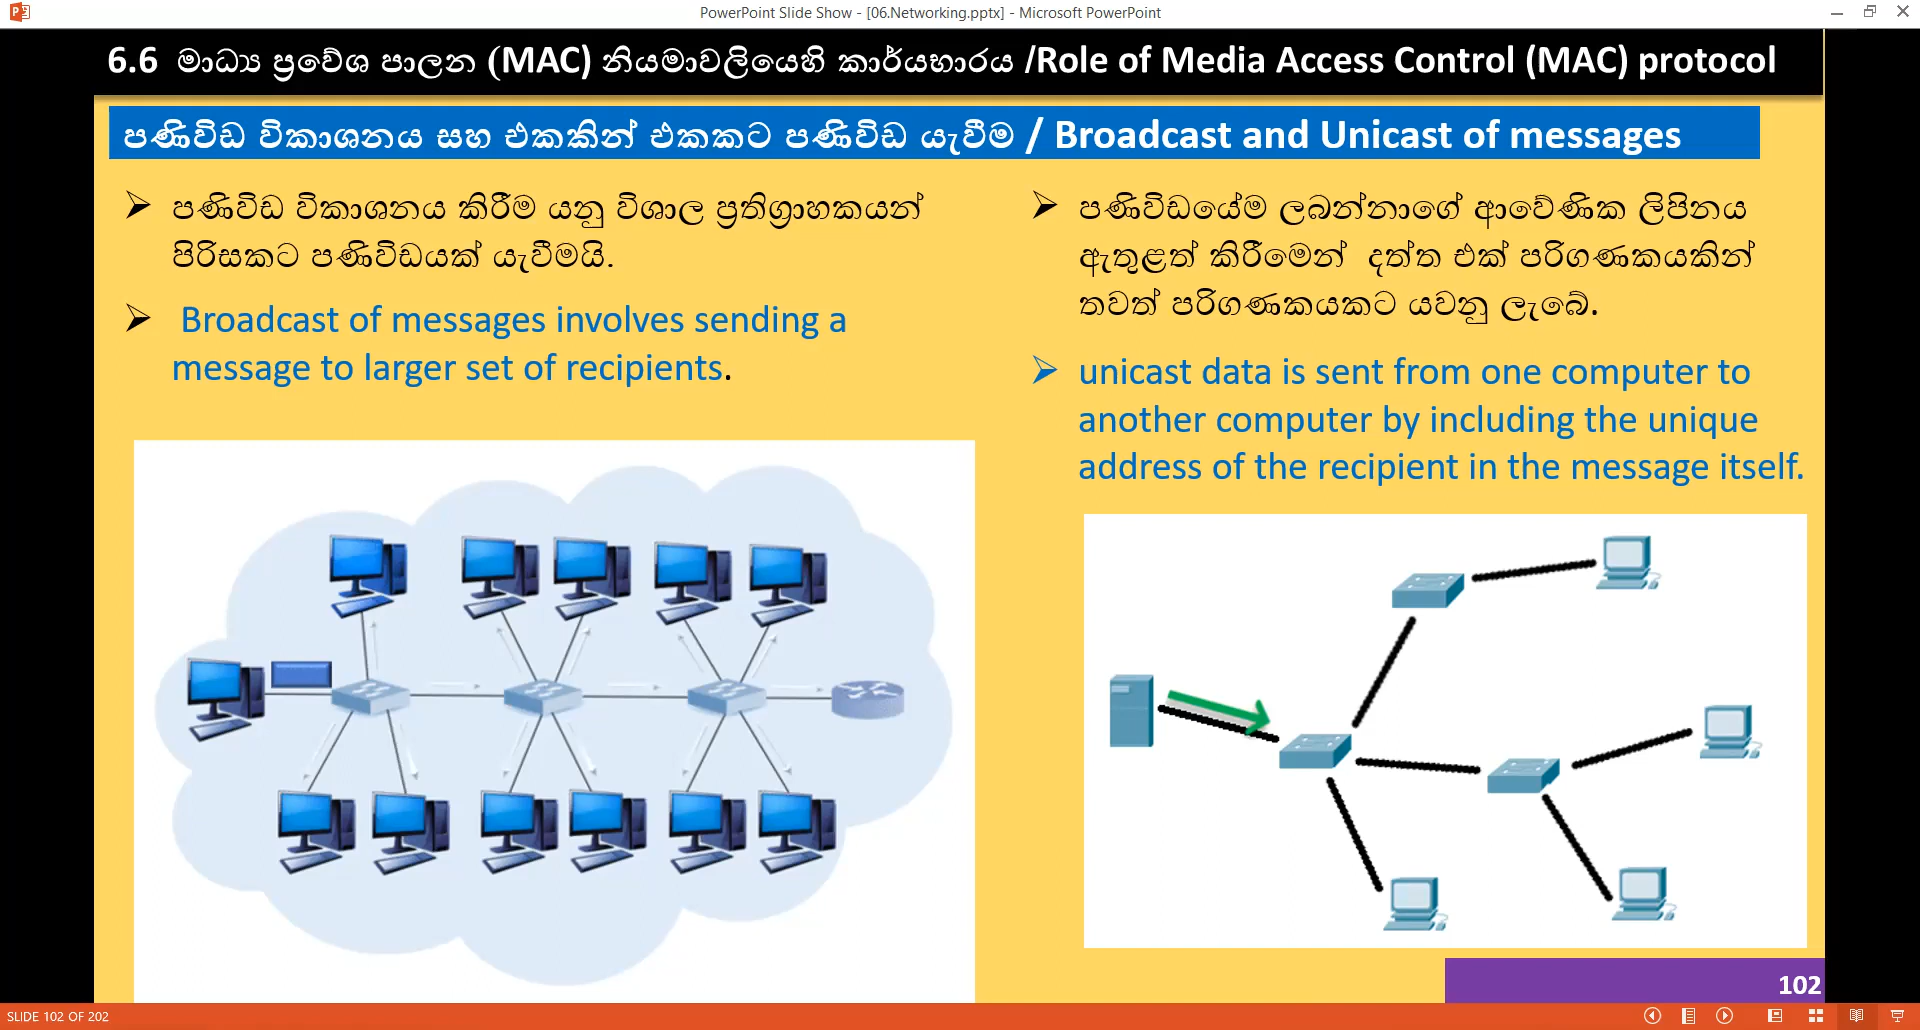 PowerPoint Slide Show - [06.Networking.pptx] - Microsoft PowerPoint
6.6 මාධ්‍ය ප්‍රවේශ පාලන (MAC) නියමාවලියෙහි කාර්යභාරය /Role of Media Access Control (MAC) protocol
පණිවිඩ විකාශනය සහ එකකින් එකකට පණිවිඩ යැවීම / Broadcast and Unicast of messages
පණිවිඩ විකාශනය කිරීම යනු විශාල ප්‍රතිග්‍රාහකයන්
පිරිසකට පණිවිඩයක් යැවීමයි.
Broadcast of messages involves sending a
message to larger set of recipients.
පණිවිඩයේම ලබන්නාගේ ආවේණික ලිපිනය
ඇතුළත් කිරීමෙන් දත්ත එක් පරිගණකයකින්
තවත් පරිගණකයකට යවනු ලැබේ.
unicast data is sent from one computer to
another computer by including the unique
address of the recipient in the message itself.
102
SLIDE 102 OF 202